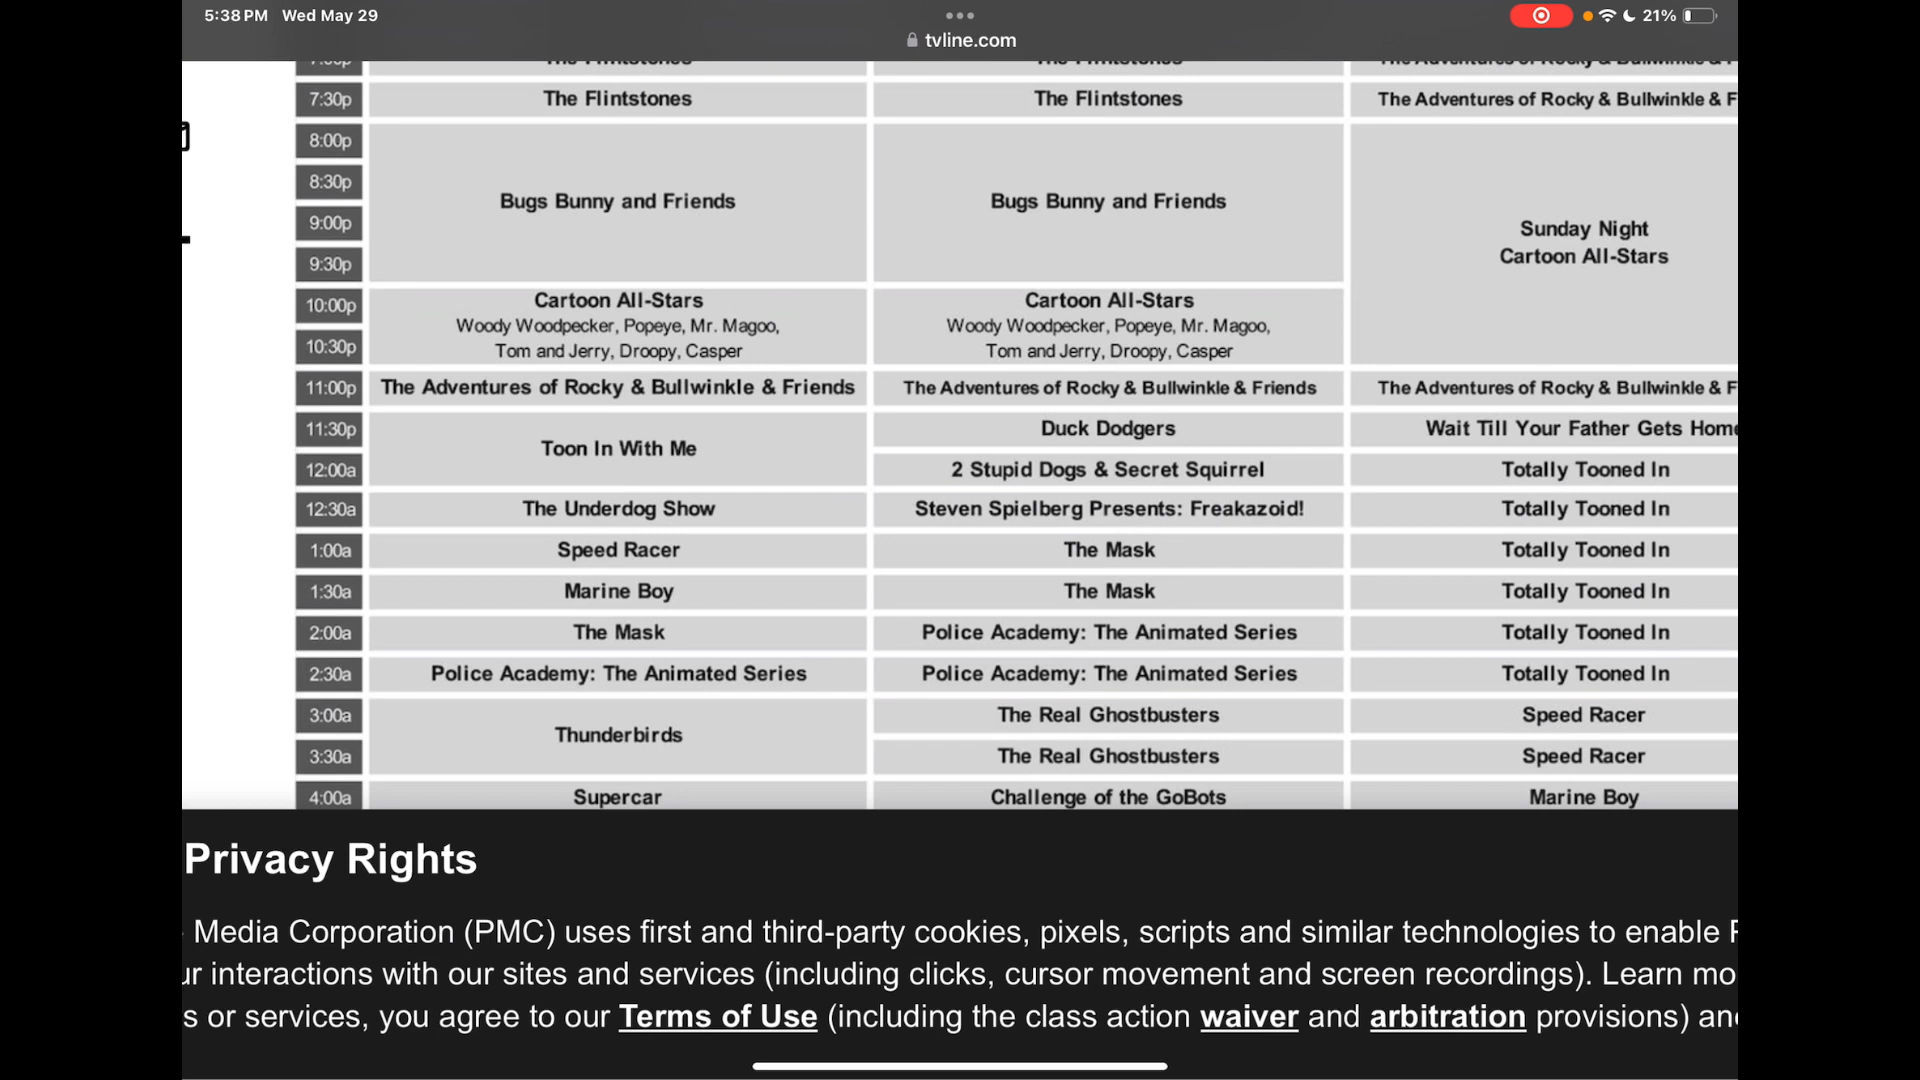 5:38 PM Wed May 29
21%
tvline.com
7:30p The Flintstones The Flintstones The Adventures of Rocky & Bullwinkle & F
8:00p
8:30p
Bugs Bunny and Friends Bugs Bunny and Friends
9:00p
Sunday Night
Cartoon All-Stars
9:30p
10:00p Cartoon All-Stars Cartoon All-Stars
Woody Woodpecker, Popeye, Mr. Magoo, Woody Woodpecker, Popeye, Mr. Magoo,
10:30p Tom and Jerry, Droopy, Casper Tom and Jerry, Droopy, Casper
11:00p The Adventures of Rocky & Bullwinkle & Friends The Adventures of Rocky & Bullwinkle & Friends The Adventures of Rocky & Bullwinkle & F
11:30p Duck Dodgers Wait Till Your Father Gets Home
Toon In With Me
12:00a 2 Stupid Dogs & Secret Squirrel Totally Tooned In
12:30a The Underdog Show Steven Spielberg Presents: Freakazoid! Totally Tooned In
1:00a Speed Racer The Mask Totally Tooned In
1:30a Marine Boy The Mask Totally Tooned In
2:00a The Mask Police Academy: The Animated Series Totally Tooned In
2:30a Police Academy: The Animated Series Police Academy: The Animated Series Totally Tooned In
3:00a The Real Ghostbusters Speed Racer
Thunderbirds
3:30a The Real Ghostbusters Speed Racer
4:00a Supercar Challenge of the GoBots Marine Boy
Privacy Rights
Media Corporation (PMC) uses first and third-party cookies, pixels, scripts and similar technologies to enable
ur interactions with our sites and services (including clicks, cursor movement and screen recordings). Learn mo
s or services, you agree to our Terms of Use (including the class action waiver and arbitration provisions) an